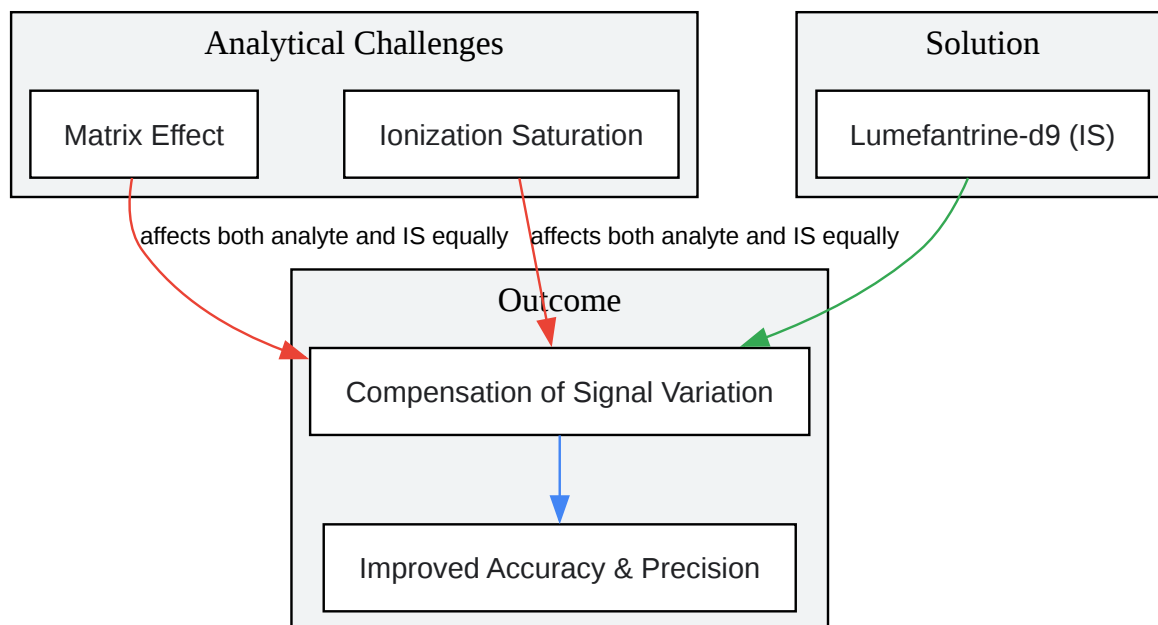 Analytical Challenges
Solution
Matrix Effect
Ionization Saturation
Lumefantrine-d9 (IS)
affects both analyte and IS equally
affects both analyte and IS equally
Outcome
Compensation of Signal Variation
Improved Accuracy & Precision